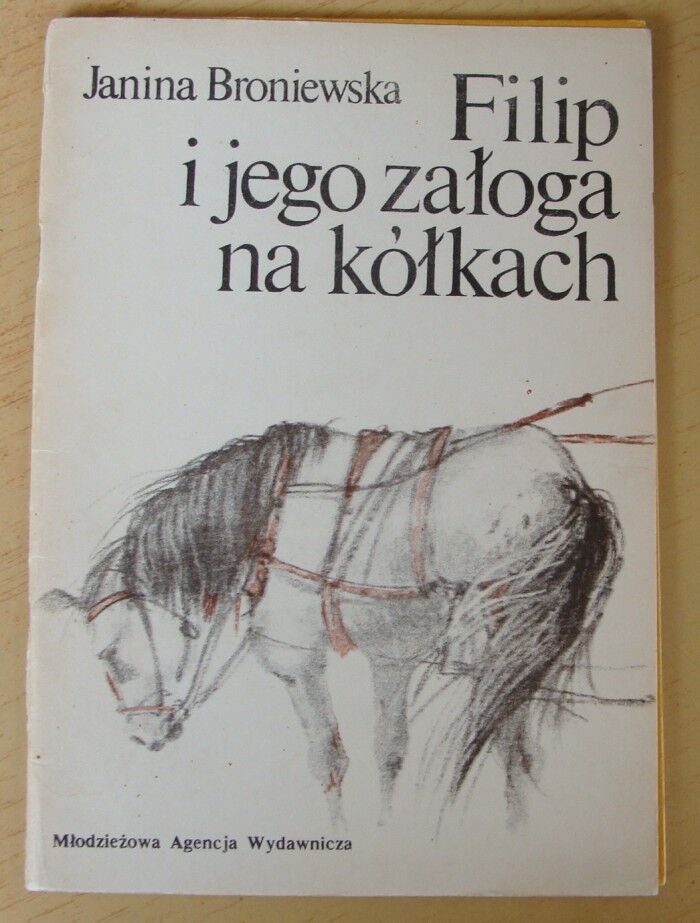 Janina Broniewska
Filip
i jego załoga
na kółkach
Młodzieżowa Agencja Wydawnicza